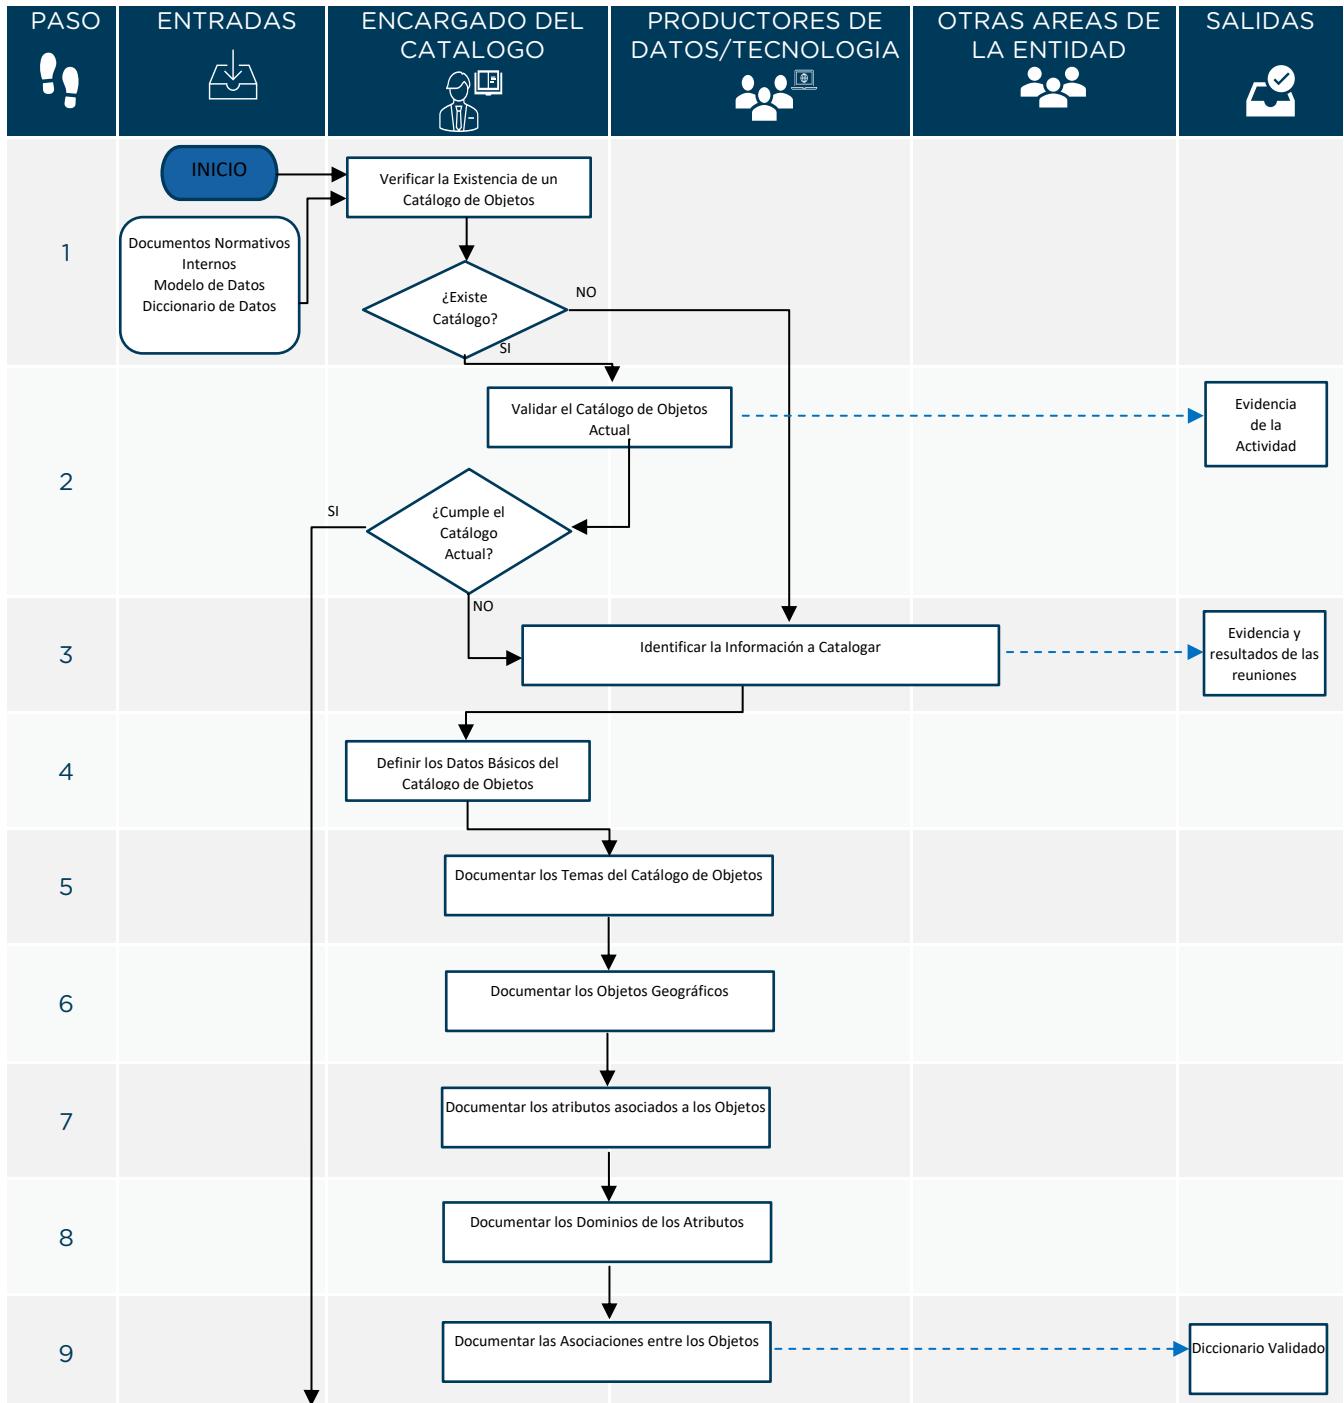 PASO
ENTRADAS
ENCARGADO DEL
CATALOGO
PRODUCTORES DE
DATOS/TECNOLOGIA
OTRAS AREAS DE
LA ENTIDAD
SALIDAS
1
INICIO
Verificar la Existencia de un
Catálogo de Objetos
Documentos Normativos
Internos
Modelo de Datos
Diccionario de Datos
¿Existe
Catálogo?
NO
SI
2
Validar el Catálogo de Objetos
Actual
Evidencia
de la
Actividad
¿Cumple el
Catálogo
Actual?
SI
NO
3
Identificar la Información a Catalogar
Evidencia y
resultados de las
reuniones
4
Definir los Datos Básicos del
Catálogo de Objetos
5
Documentar los Temas del Catálogo de Objetos
6
Documentar los Objetos Geográficos
7
Documentar los atributos asociados a los Objetos
8
Documentar los Dominios de los Atributos
9
Documentar las Asociaciones entre los Objetos
Diccionario Validado